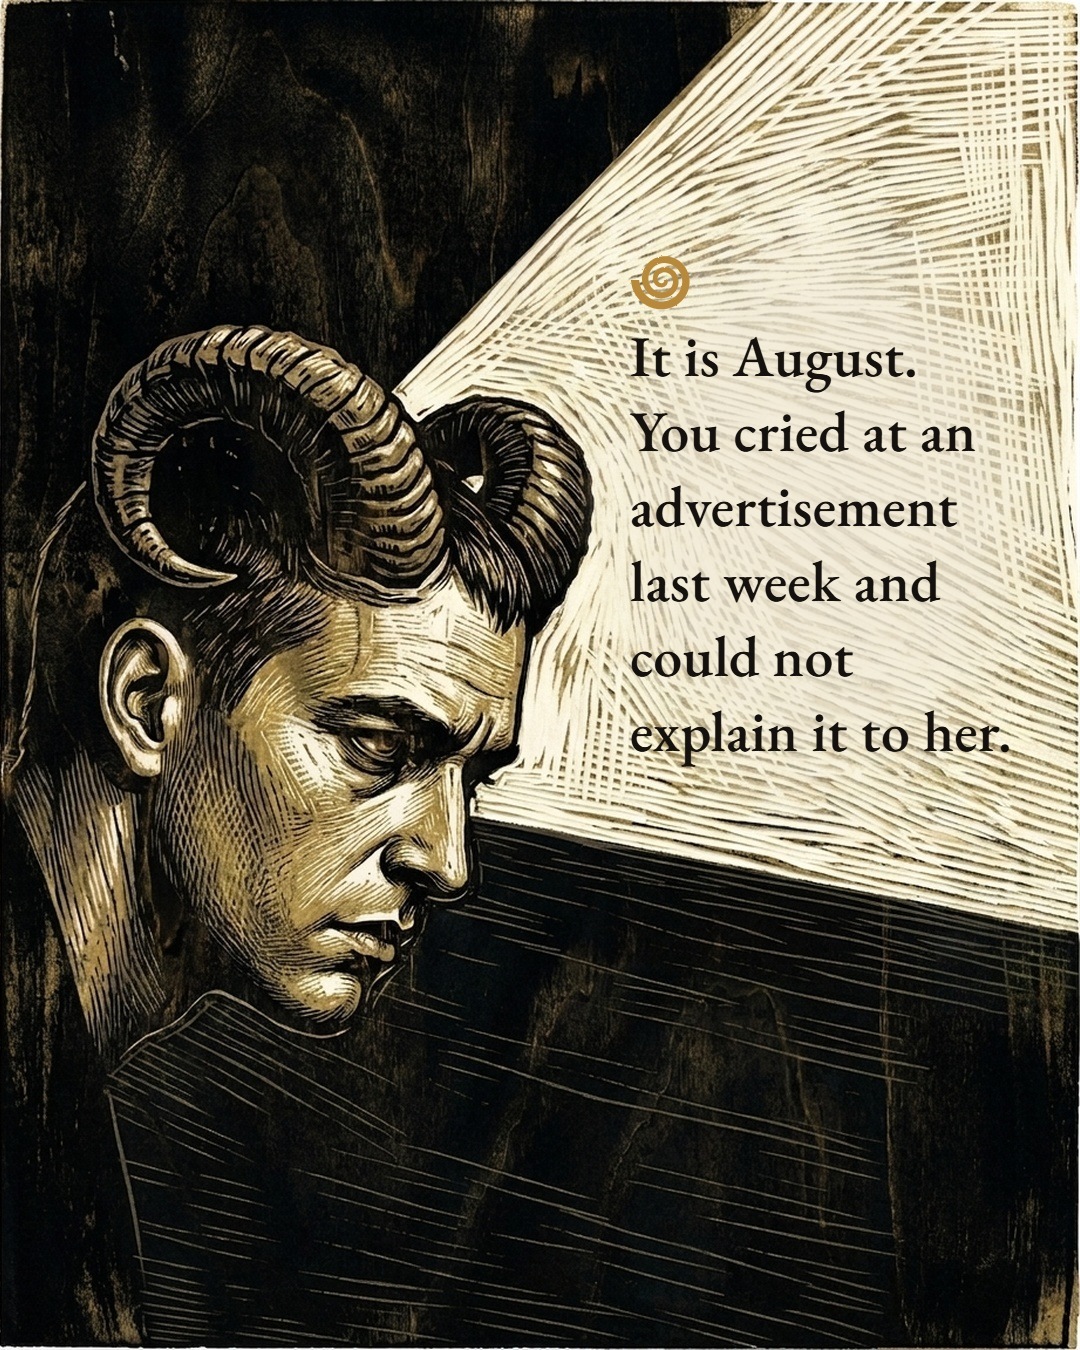 It is August.
You cried at an
advertisement
last week and
could not
explain it to her.